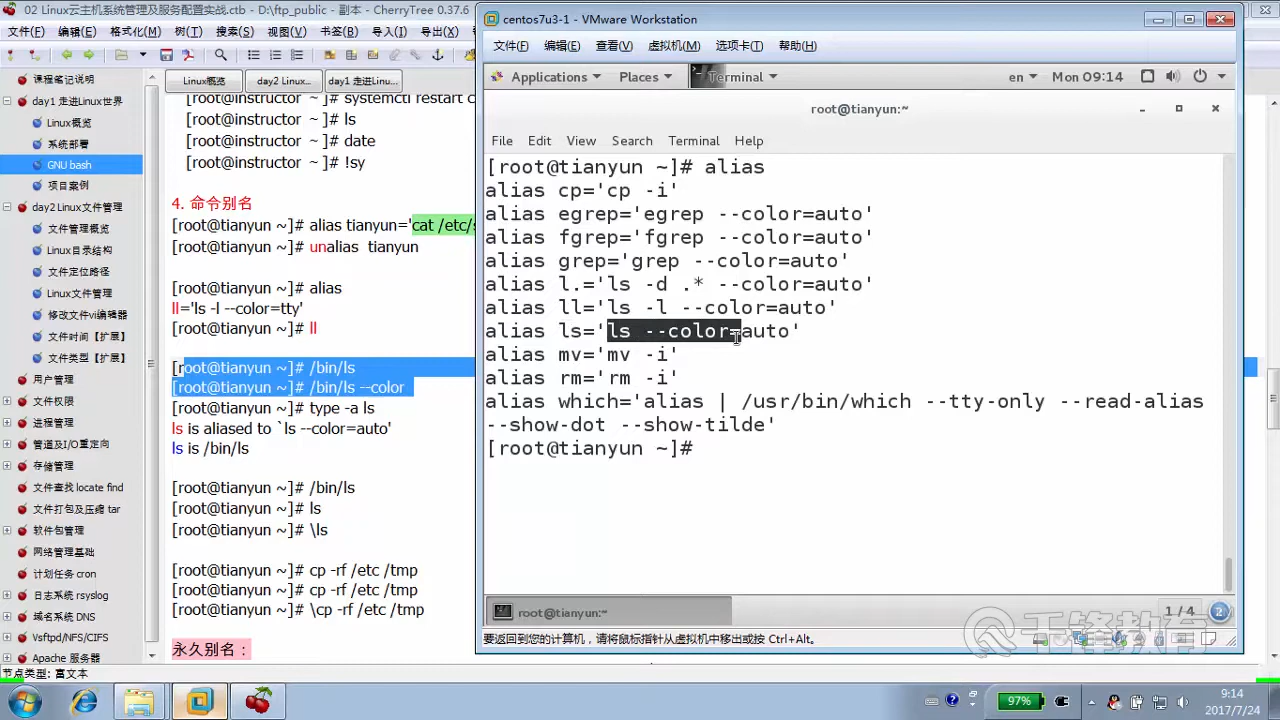 02 Linux云主机系统管理及服务配置实战.ctb - D:\ftp_public - 副本 - CherryTree 0.37.6
文件(F) 编辑(E) 格式化(M) 树(T) 搜索(S) 视图(V) 书签(B) 导入(I) 导出(X)
课程笔记说明
day1 走进Linux世界
Linux概览
系统部署
GNU bash
项目案例
day2 Linux文件管理
文件管理概览
Linux目录结构
文件定位路径
Linux文件管理
修改文件vi编辑器
文件时间【扩展】
文件类型【扩展】
用户管理
文件权限
进程管理
管道及I/O重定向
存储管理
文件查找 locate find
文件打包及压缩 tar
软件包管理
网络管理基础
计划任务 cron
日志系统 rsyslog
域名系统 DNS
Vsftpd/NFS/CIFS
Apache 服务器
节点类型: 富文本
Linux概览 day2 Linux... day1 走进Linu...
[root@instructor ~ ]# systemctl restart c
[root@instructor ~ ]# ls
[root@instructor ~ ]# date
[root@instructor ~ ]# !sy
4. 命令别名
[root@tianyun ~]# alias tianyun='cat /etc/s
[root@tianyun ~]# unalias tianyun
[root@tianyun ~]# alias
ll='ls -l --color=tty'
[root@tianyun ~]# ll
[root@tianyun ~]# /bin/ls
[root@tianyun ~]# /bin/ls --color
[root@tianyun ~]# type -a ls
ls is aliased to `ls --color=auto'
ls is /bin/ls
[root@tianyun ~]# /bin/ls
[root@tianyun ~]# ls
[root@tianyun ~]# \ls
[root@tianyun ~]# cp -rf /etc /tmp
[root@tianyun ~]# cp -rf /etc /tmp
[root@tianyun ~]# \cp -rf /etc /tmp
永久别名：
centos7u3-1 - VMware Workstation
文件(F) 编辑(E) 查看(V) 虚拟机(M) 选项卡(T) 帮助(H)
Applications Places Terminal en Mon 09:14
root@tianyun:~
File Edit View Search Terminal Help
[root@tianyun ~]# alias
alias cp='cp -i'
alias egrep='egrep --color=auto'
alias fgrep='fgrep --color=auto'
alias grep='grep --color=auto'
alias l.='ls -d .* --color=auto'
alias ll='ls -l --color=auto'
alias ls='ls --color=auto'
alias mv='mv -i'
alias rm='rm -i'
alias which='alias | /usr/bin/which --tty-only --read-alias
--show-dot --show-tilde'
[root@tianyun ~]#
root@tianyun:~ 1 / 4 2
要返回到您的计算机，请将鼠标指针从虚拟机中移出或按 Ctrl+Alt。
千锋教育
97%
9:14
2017/7/24